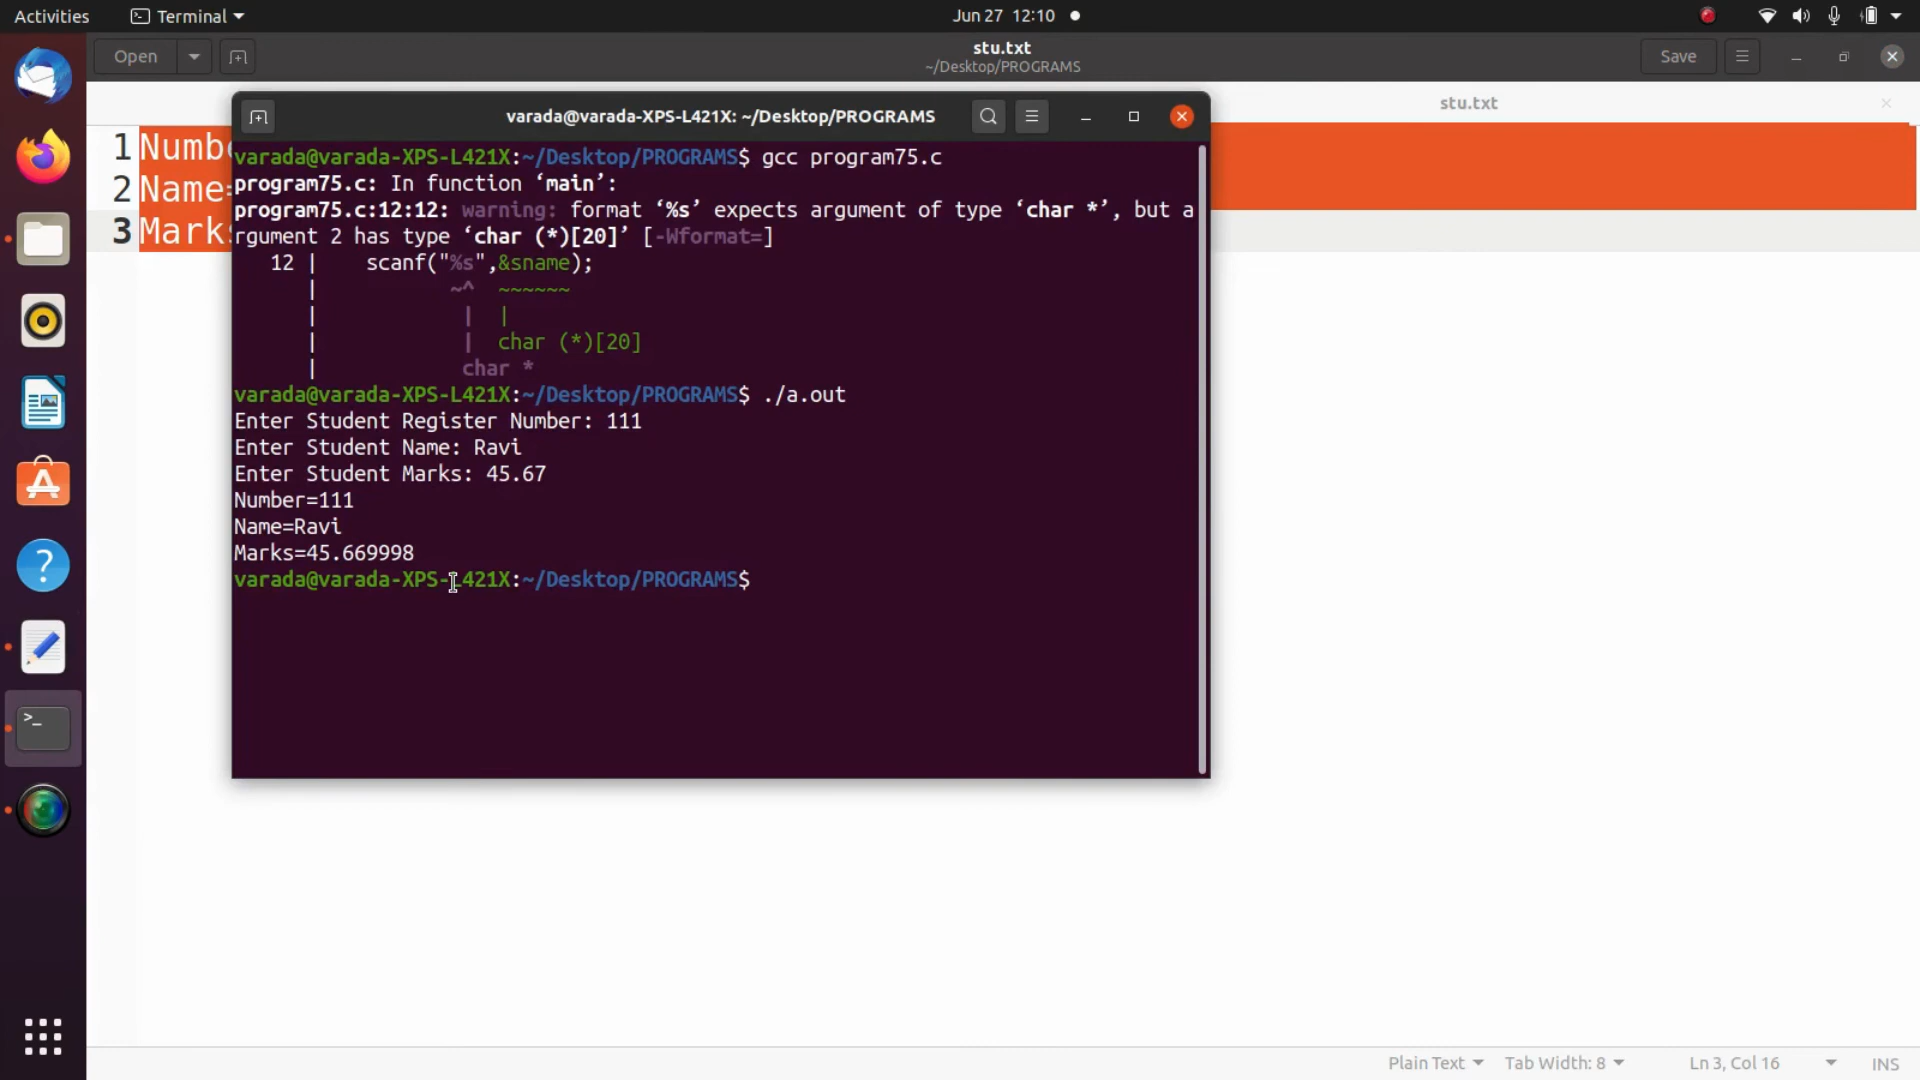 Activities Terminal Jun 27 12:10
Open stu.txt Save
~/Desktop/PROGRAMS
stu.txt
varada@varada-XPS-L421X: ~/Desktop/PROGRAMS
1 Numbe
2 Name=
3 Marks
varada@varada-XPS-L421X:~/Desktop/PROGRAMS$ gcc program75.c
program75.c: In function ‘main’:
program75.c:12:12: warning: format ‘%s’ expects argument of type ‘char *’, but a
rgument 2 has type ‘char (*)[20]’ [-Wformat=]
12 | scanf("%s",&sname);
| ~^ ~~~~~~
| | |
| | char (*)[20]
| char *
varada@varada-XPS-L421X:~/Desktop/PROGRAMS$ ./a.out
Enter Student Register Number: 111
Enter Student Name: Ravi
Enter Student Marks: 45.67
Number=111
Name=Ravi
Marks=45.669998
varada@varada-XPS-L421X:~/Desktop/PROGRAMS$
Plain Text Tab Width: 8 Ln 3, Col 16 INS